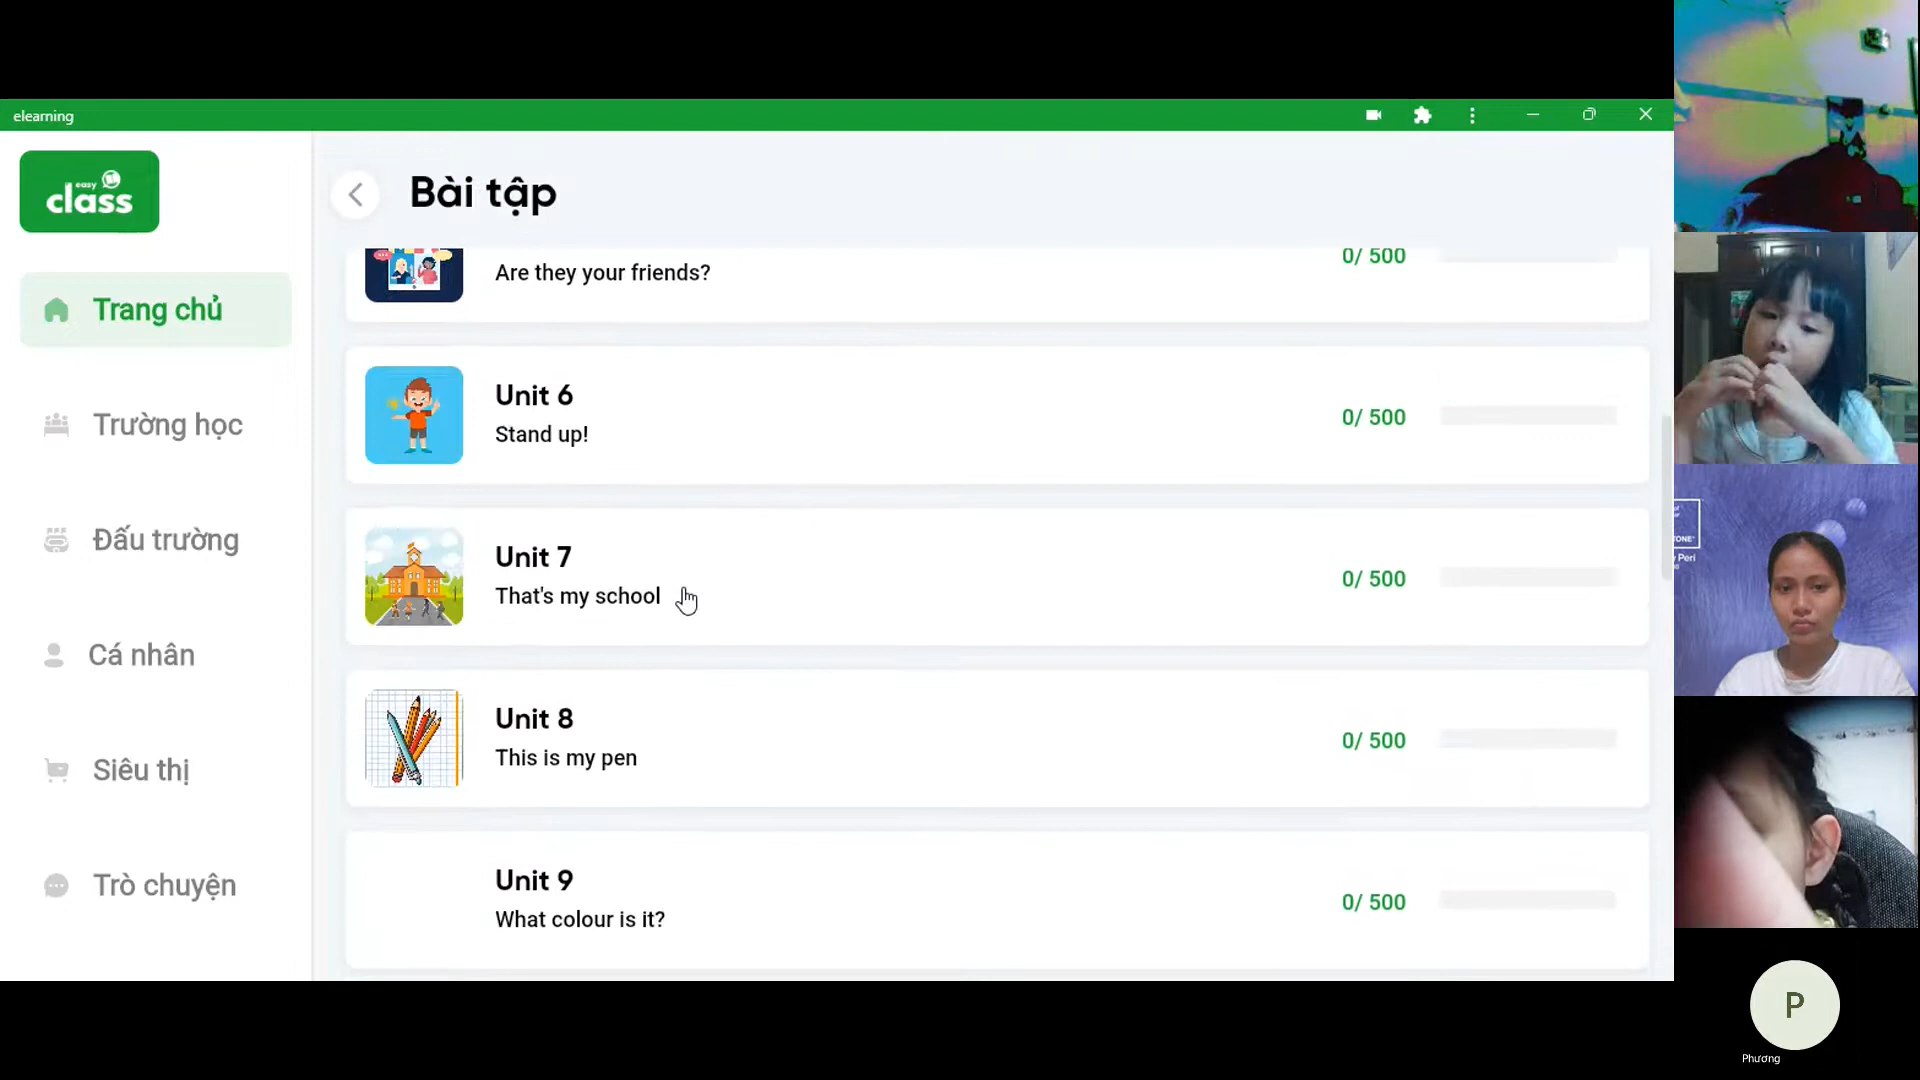 elearning
easy
class
Bài tập
Trang chủ
Trường học
Đấu trường
Cá nhân
Siêu thị
Trò chuyện
Are they your friends?
0/ 500
Unit 6
Stand up!
0/ 500
Unit 7
That's my school
0/ 500
Unit 8
This is my pen
0/ 500
Unit 9
What colour is it?
0/ 500
TONE
Peri
P
Phương